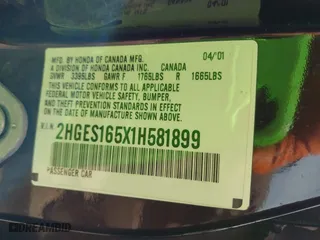 MFD. BY HONDA OF CANADA MFG. 04/01
A DIVISION OF HONDA CANADA INC. CANADA
GVWR 3385LBS GAWR F 1765LBS R 1665LBS
THIS VEHICLE CONFORMS TO ALL APPLICABLE
FEDERAL MOTOR VEHICLE SAFETY, BUMPER, AND
THEFT PREVENTION STANDARDS IN EFFECT ON THE
DATE OF MANUFACTURE SHOWN ABOVE.
V.I.N. 2HGES165X1H581899
PASSENGER CAR
DREAMBID